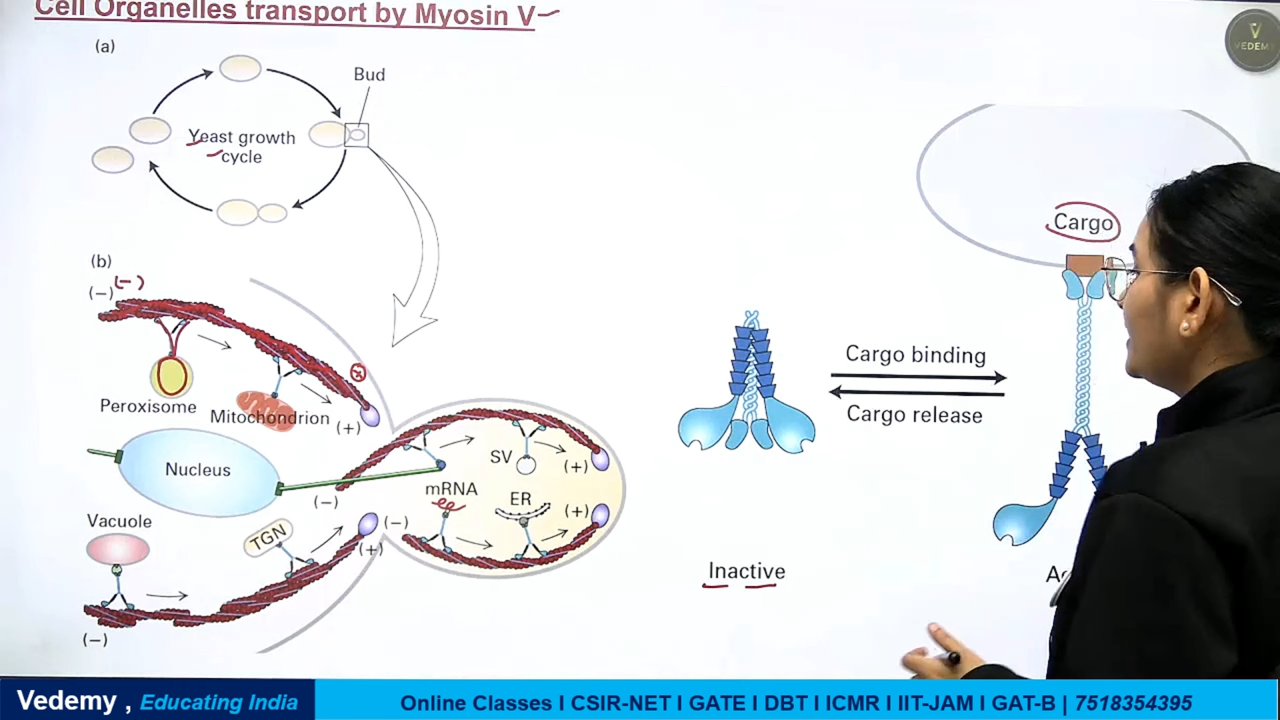 Cell Organelles transport by Myosin V
(a)
Bud
Yeast growth
cycle
VEDEMY
Cargo
(b)
(-)
(-)
+
Peroxisome
Mitochondrion
(+)
Cargo binding
Cargo release
Nucleus
SV
(+)
(-)
mRNA
ER
Vacuole
TGN
(+)
(-)
(+)
(-)
Inactive
Vedemy , Educating India
Online Classes I CSIR-NET I GATE I DBT I ICMR I IIT-JAM I GAT-B | 7518354395